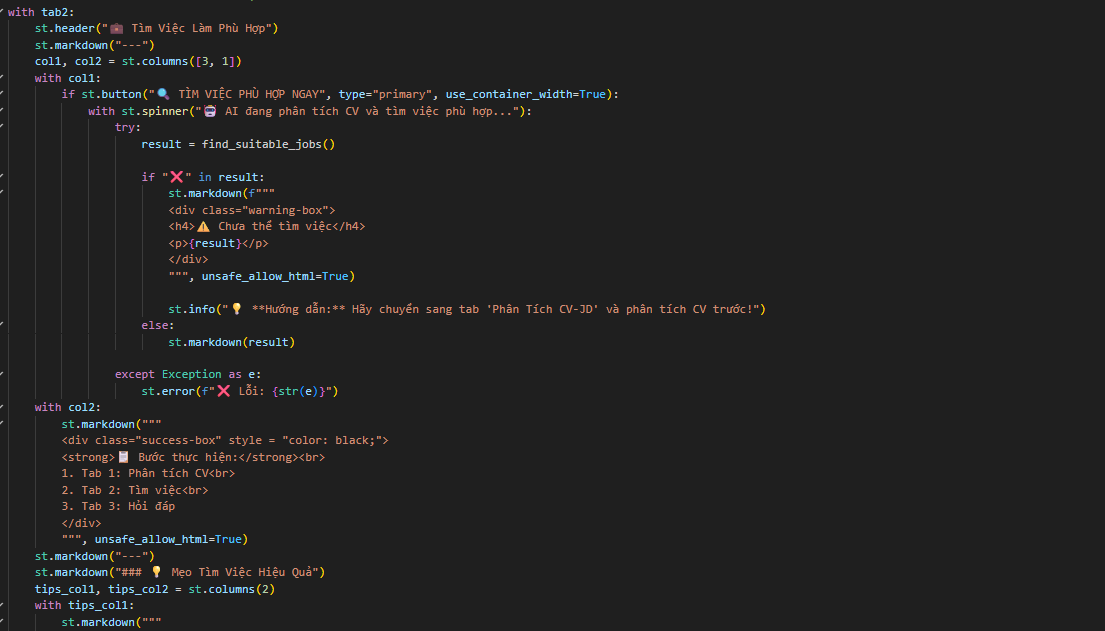 with tab2:
    st.header("💼 Tìm Việc Làm Phù Hợp")
    st.markdown("---")
    col1, col2 = st.columns([3, 1])
    with col1:
        if st.button("🔍 TÌM VIỆC PHÙ HỢP NGAY", type="primary", use_container_width=True):
            with st.spinner("🤖 AI đang phân tích CV và tìm việc phù hợp..."):
                try:
                    result = find_suitable_jobs()

                    if "❌" in result:
                        st.markdown(f"""
                        <div class="warning-box">
                        <h4>⚠️ Chưa thể tìm việc</h4>
                        <p>{result}</p>
                        </div>
                        """, unsafe_allow_html=True)

                        st.info("💡 **Hướng dẫn:** Hãy chuyển sang tab 'Phân Tích CV-JD' và phân tích CV trước!")
                    else:
                        st.markdown(result)

                except Exception as e:
                    st.error(f"❌ Lỗi: {str(e)}")
    with col2:
        st.markdown("""
        <div class="success-box" style = "color: black;">
        <strong>📋 Bước thực hiện:</strong><br>
        1. Tab 1: Phân tích CV<br>
        2. Tab 2: Tìm việc<br>
        3. Tab 3: Hỏi đáp
        </div>
        """, unsafe_allow_html=True)
    st.markdown("---")
    st.markdown("### 💡 Mẹo Tìm Việc Hiệu Quả")
    tips_col1, tips_col2 = st.columns(2)
    with tips_col1:
        st.markdown("""